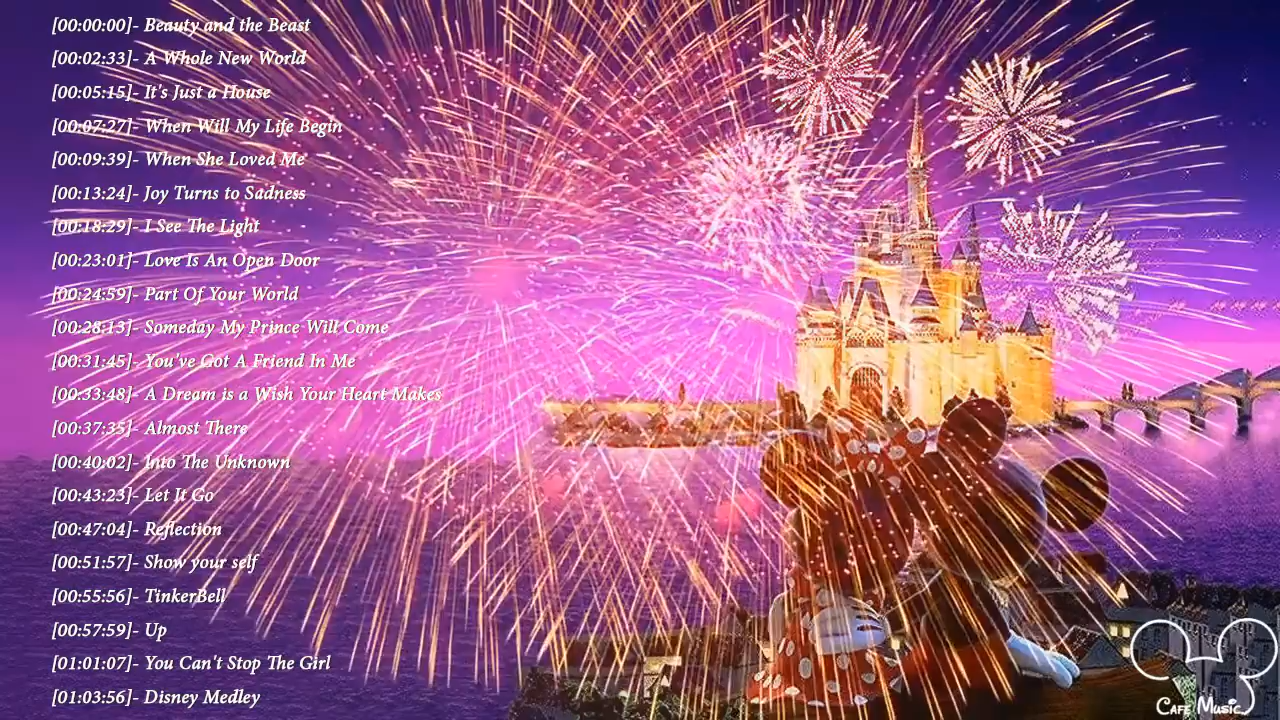 [00:00:00]- Beauty and the Beast
[00:02:33]- A Whole New World
[00:05:15]- It's Just a House
[00:07:27]- When Will My Life Begin
[00:09:39]- When She Loved Me
[00:13:24]- Joy Turns to Sadness
[00:18:29]- I See The Light
[00:23:01]- Love Is An Open Door
[00:24:59]- Part Of Your World
[00:28:13]- Someday My Prince Will Come
[00:31:45]- You've Got A Friend In Me
[00:33:48]- A Dream is a Wish Your Heart Makes
[00:37:35]- Almost There
[00:40:02]- Into The Unknown
[00:43:23]- Let It Go
[00:47:04]- Reflection
[00:51:57]- Show your self
[00:55:56]- TinkerBell
[00:57:59]- Up
[01:01:07]- You Can't Stop The Girl
[01:03:56]- Disney Medley
Cafe Music